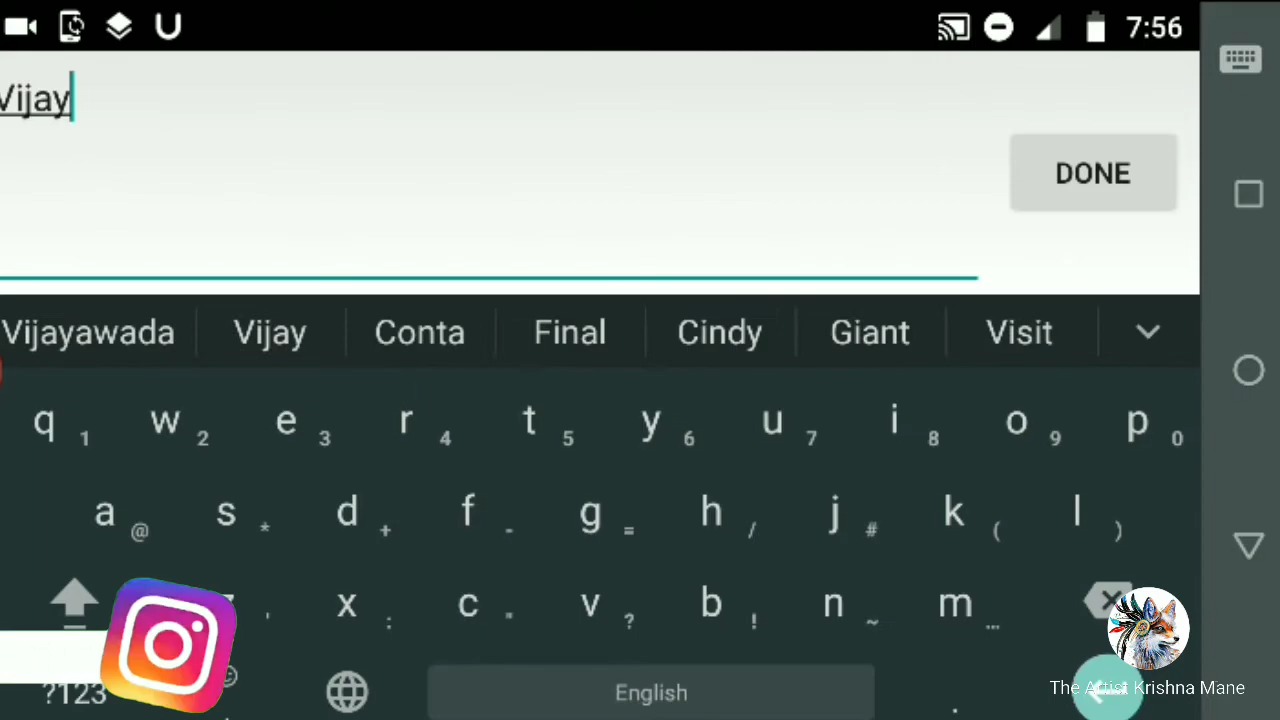 7:56
Vijay
DONE
Vijayawada Vijay Conta Final Cindy Giant Visit
q 1 w 2 e 3 r 4 t 5 y 6 u 7 i 8 o 9 p 0
a @ s * d + f - g = h / j # k ( l )
z ' x : c " v ? b ! n ~ m …
?123 English .
The Artist Krishna Mane